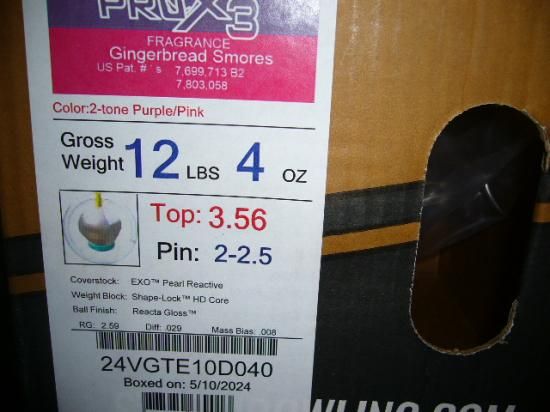 PRO X 3
FRAGRANCE
Gingerbread Smores
US Pat. #'s 7,699,713 B2
7,803,058
Color:2-tone Purple/Pink
Gross Weight 12 LBS 4 OZ
Top: 3.56
Pin: 2-2.5
Coverstock: EXO™ Pearl Reactive
Weight Block: Shape-Lock™ HD Core
Ball Finish: Reacta Gloss™
RG: 2.59 Diff: .029 Mass Bias: .008
24VGTE10D040
Boxed on: 5/10/2024